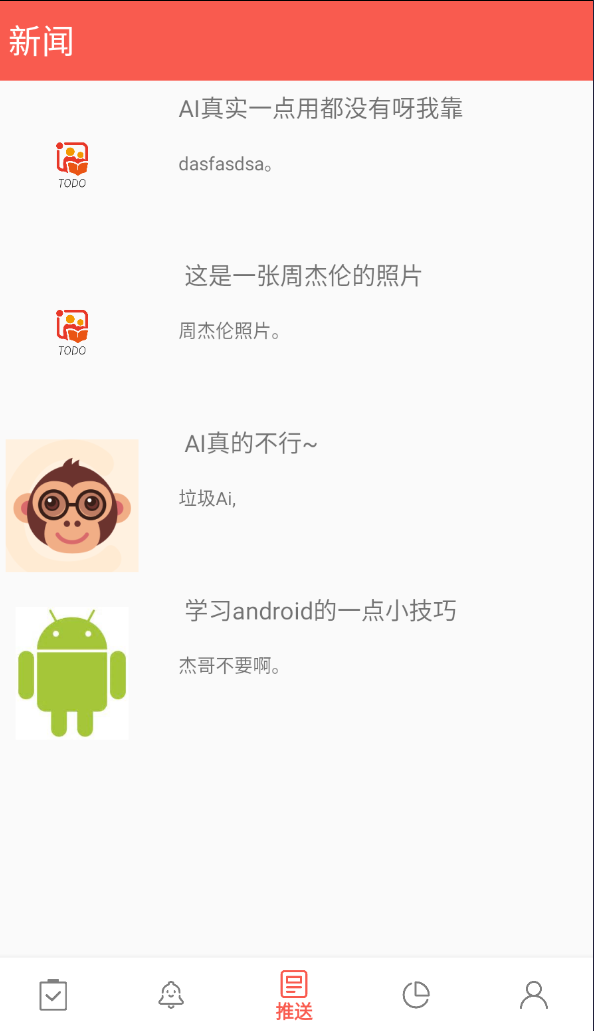 新闻
AI真实一点用都没有呀我靠
TODO
dasfasdsa。
这是一张周杰伦的照片
TODO
周杰伦照片。
AI真的不行~
垃圾Ai,
学习android的一点小技巧
杰哥不要啊。
推送